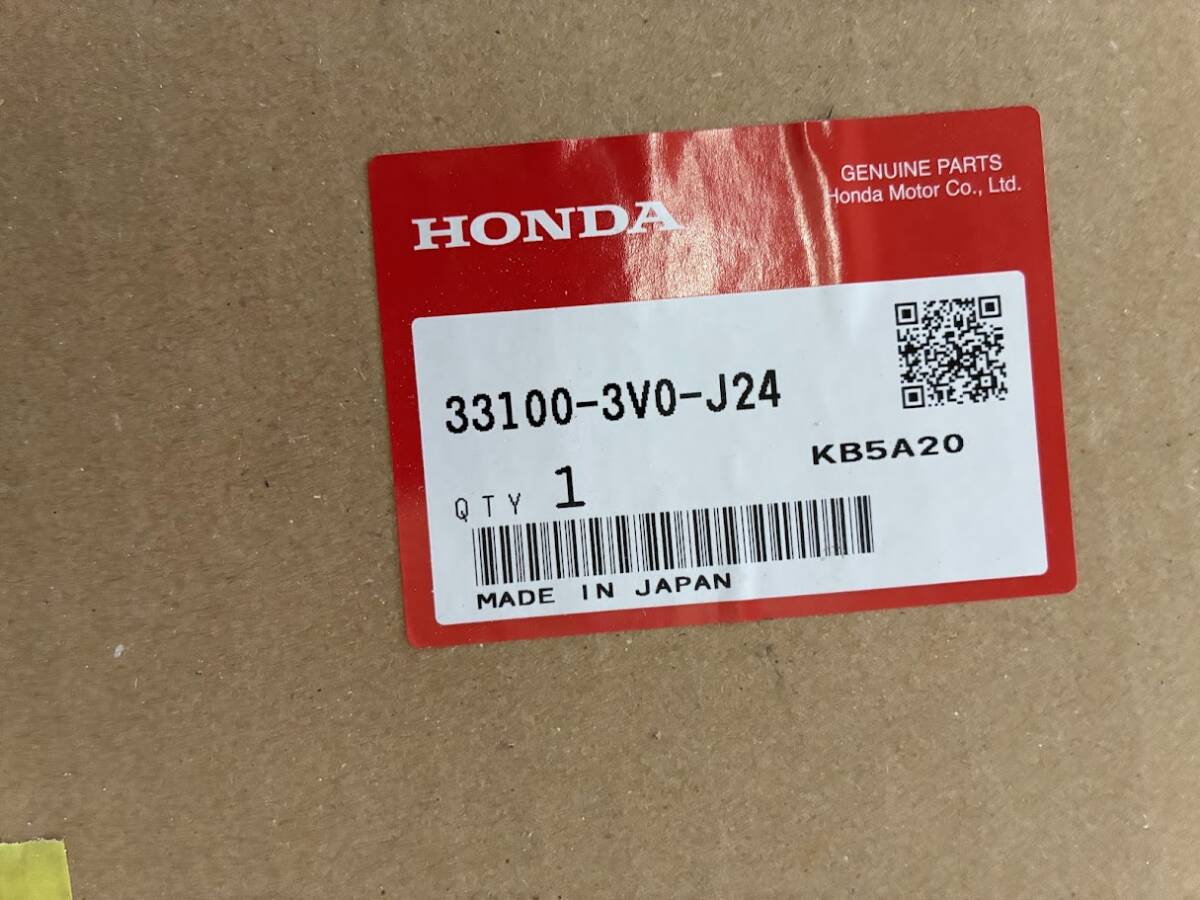 GENUINE PARTS
Honda Motor Co., Ltd.
HONDA
33100-3V0-J24
KB5A20
QTY 1
MADE IN JAPAN